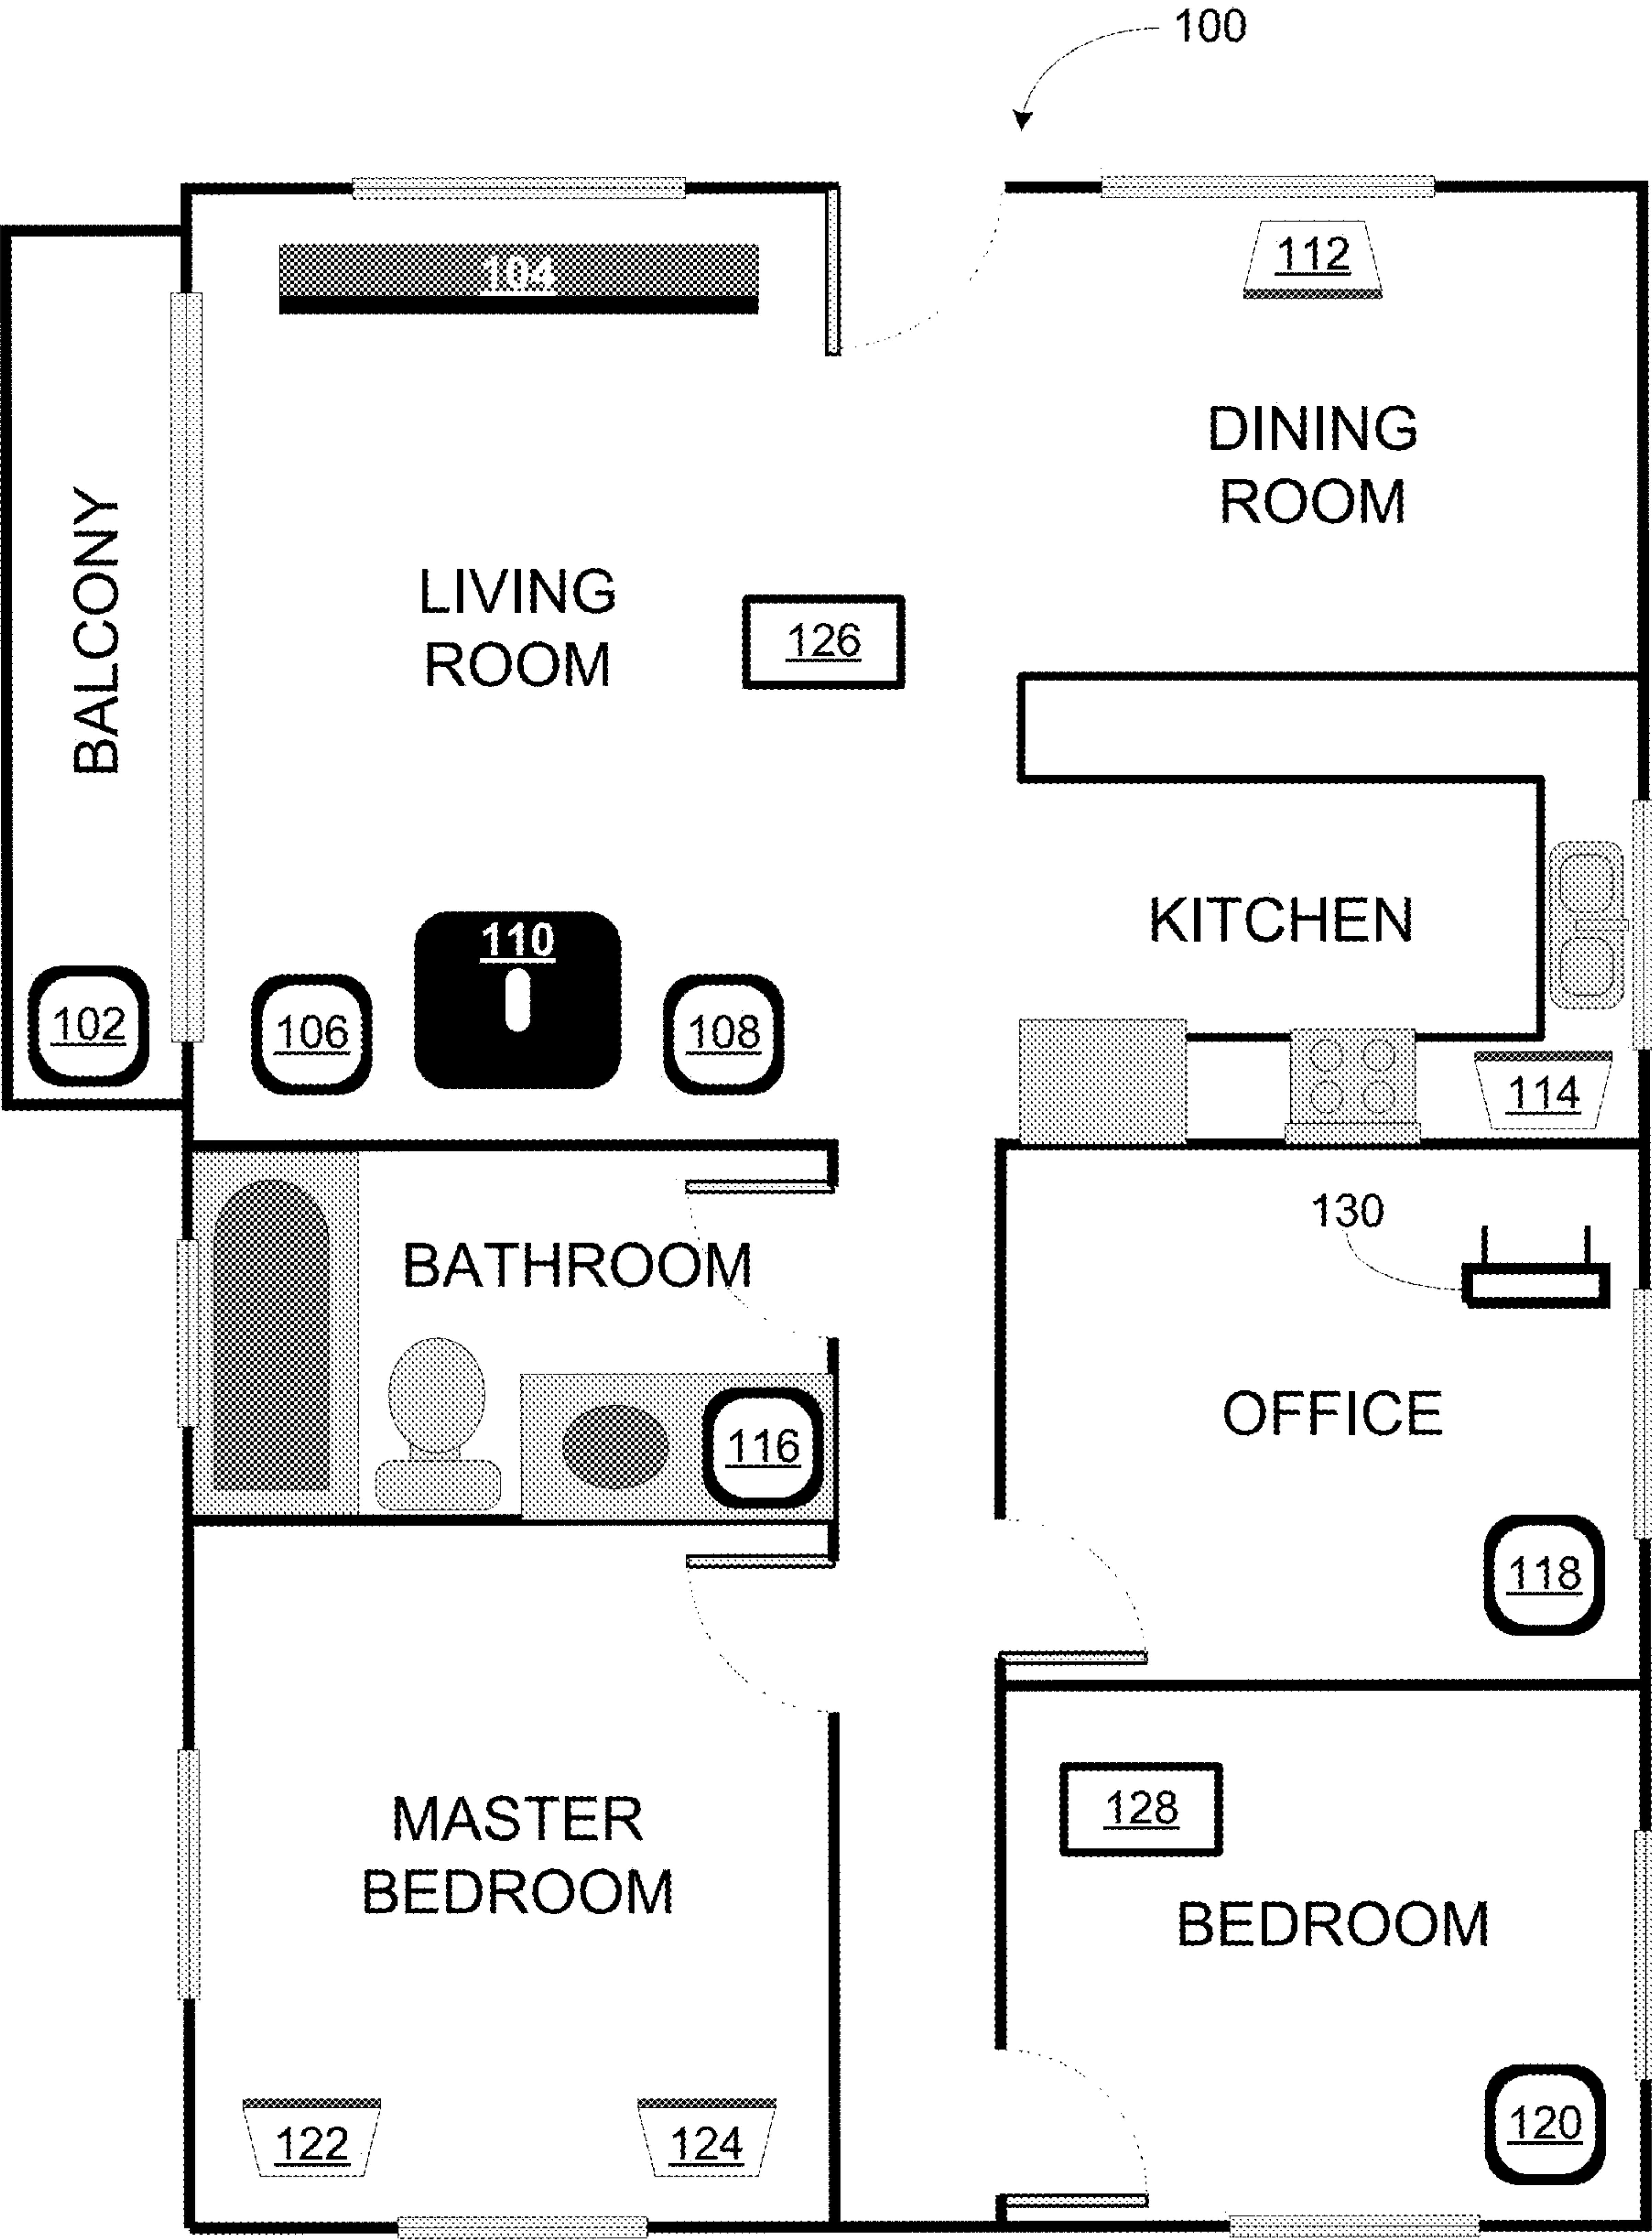 100
104
112
DINING
ROOM
BALCONY
LIVING
ROOM
126
110
KITCHEN
102
106
108
114
130
BATHROOM
OFFICE
116
118
128
MASTER
BEDROOM
BEDROOM
122
124
120